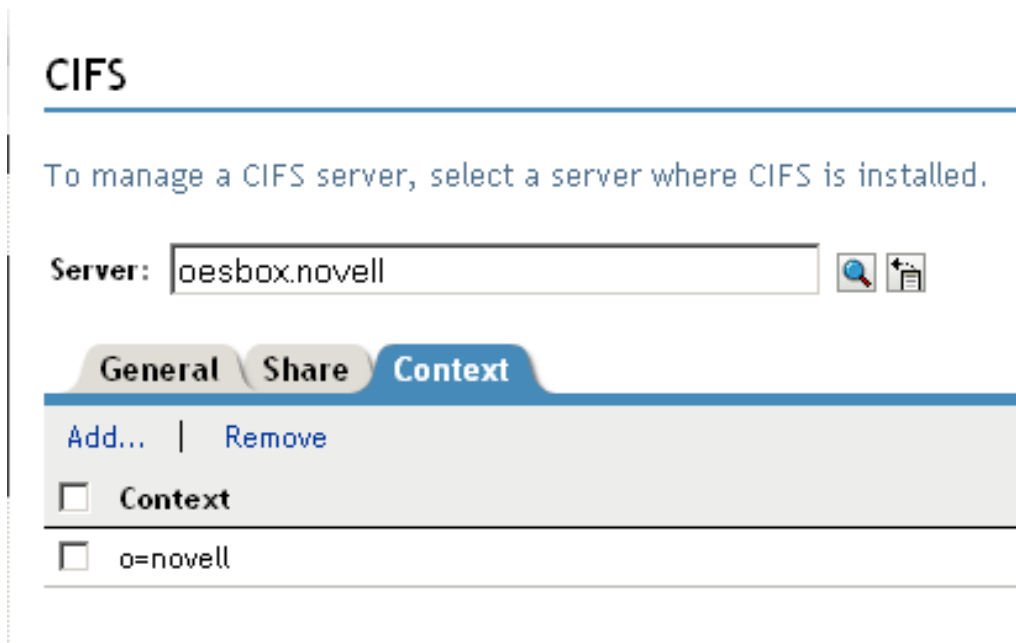 CIFS
To manage a CIFS server, select a server where CIFS is installed.
Server: oesbox.novell
General Share Context
Add... | Remove
Context
o=novell